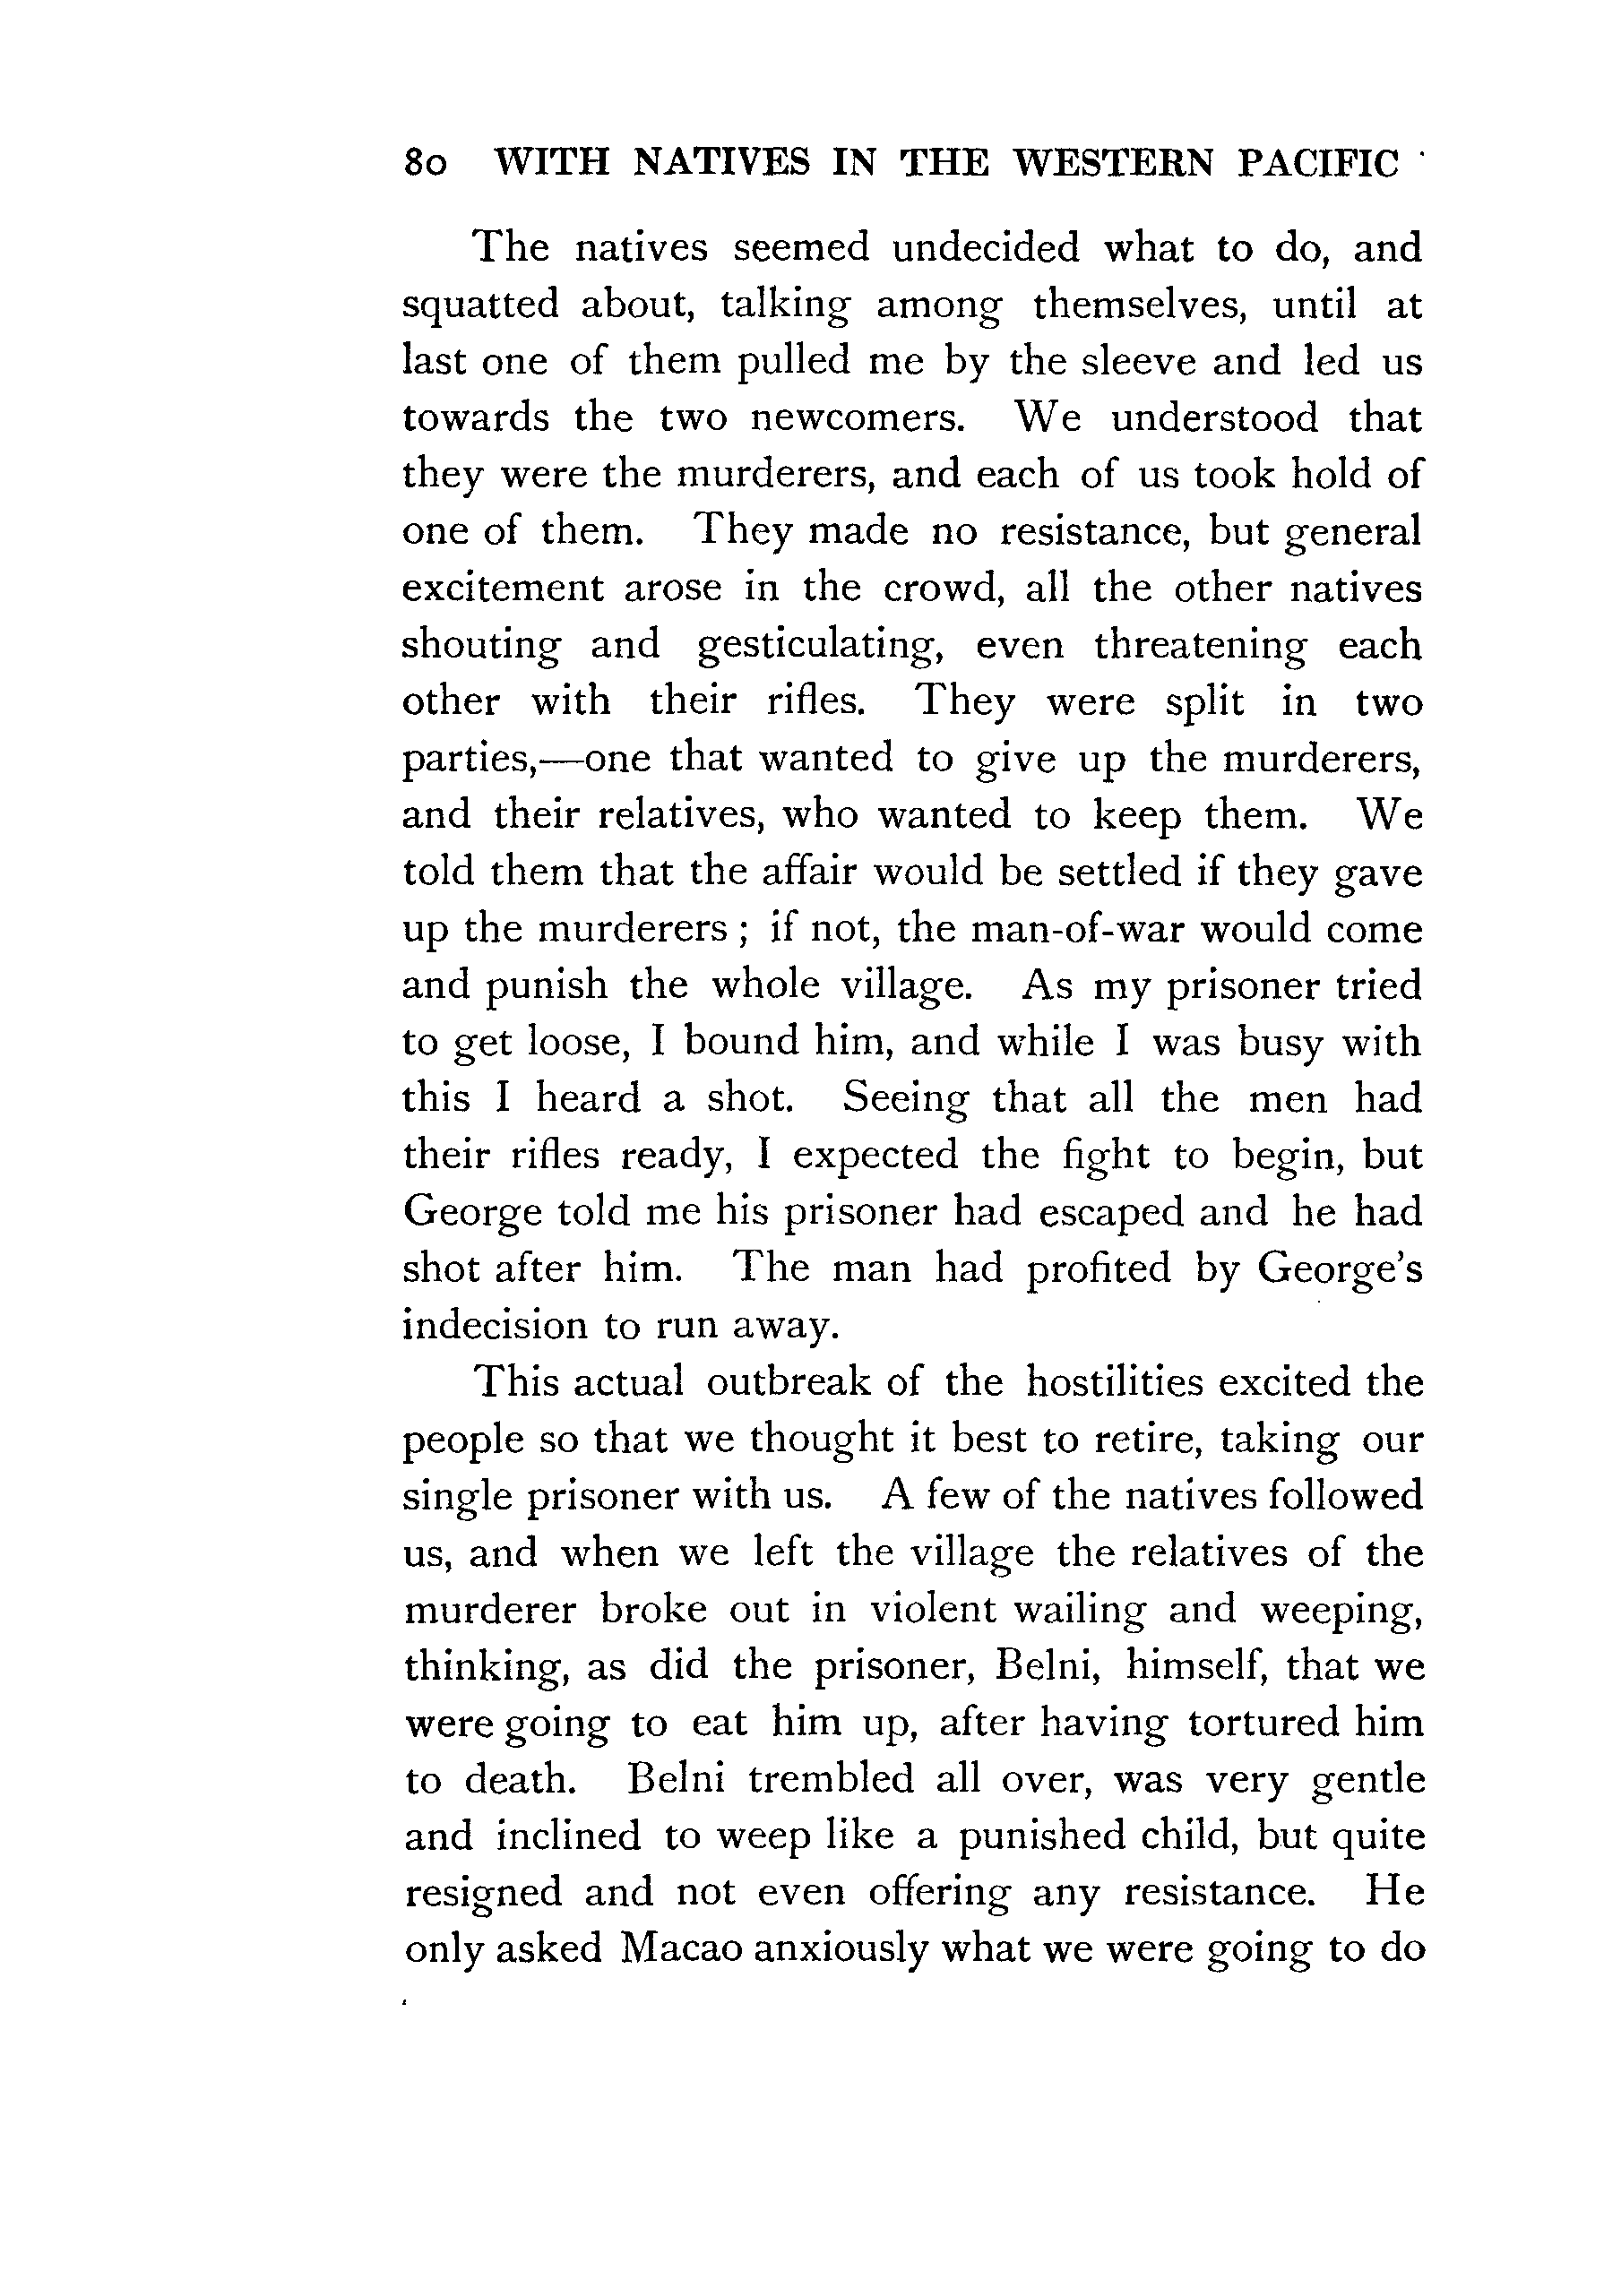 80 WITH NATIVES IN THE WESTERN PACIFIC
The natives seemed undecided what to do, and
squatted about, talking among themselves, until at
last one of them pulled me by the sleeve and led us
towards the two newcomers. We understood that
they were the murderers, and each of us took hold of
one of them. They made no resistance, but general
excitement arose in the crowd, all the other natives
shouting and gesticulating, even threatening each
other with their rifles. They were split in two
parties,—one that wanted to give up the murderers,
and their relatives, who wanted to keep them. We
told them that the affair would be settled if they gave
up the murderers ; if not, the man-of-war would come
and punish the whole village. As my prisoner tried
to get loose, I bound him, and while I was busy with
this I heard a shot. Seeing that all the men had
their rifles ready, I expected the fight to begin, but
George told me his prisoner had escaped and he had
shot after him. The man had profited by George's
indecision to run away.
This actual outbreak of the hostilities excited the
people so that we thought it best to retire, taking our
single prisoner with us. A few of the natives followed
us, and when we left the village the relatives of the
murderer broke out in violent wailing and weeping,
thinking, as did the prisoner, Belni, himself, that we
were going to eat him up, after having tortured him
to death. Belni trembled all over, was very gentle
and inclined to weep like a punished child, but quite
resigned and not even offering any resistance. He
only asked Macao anxiously what we were going to do